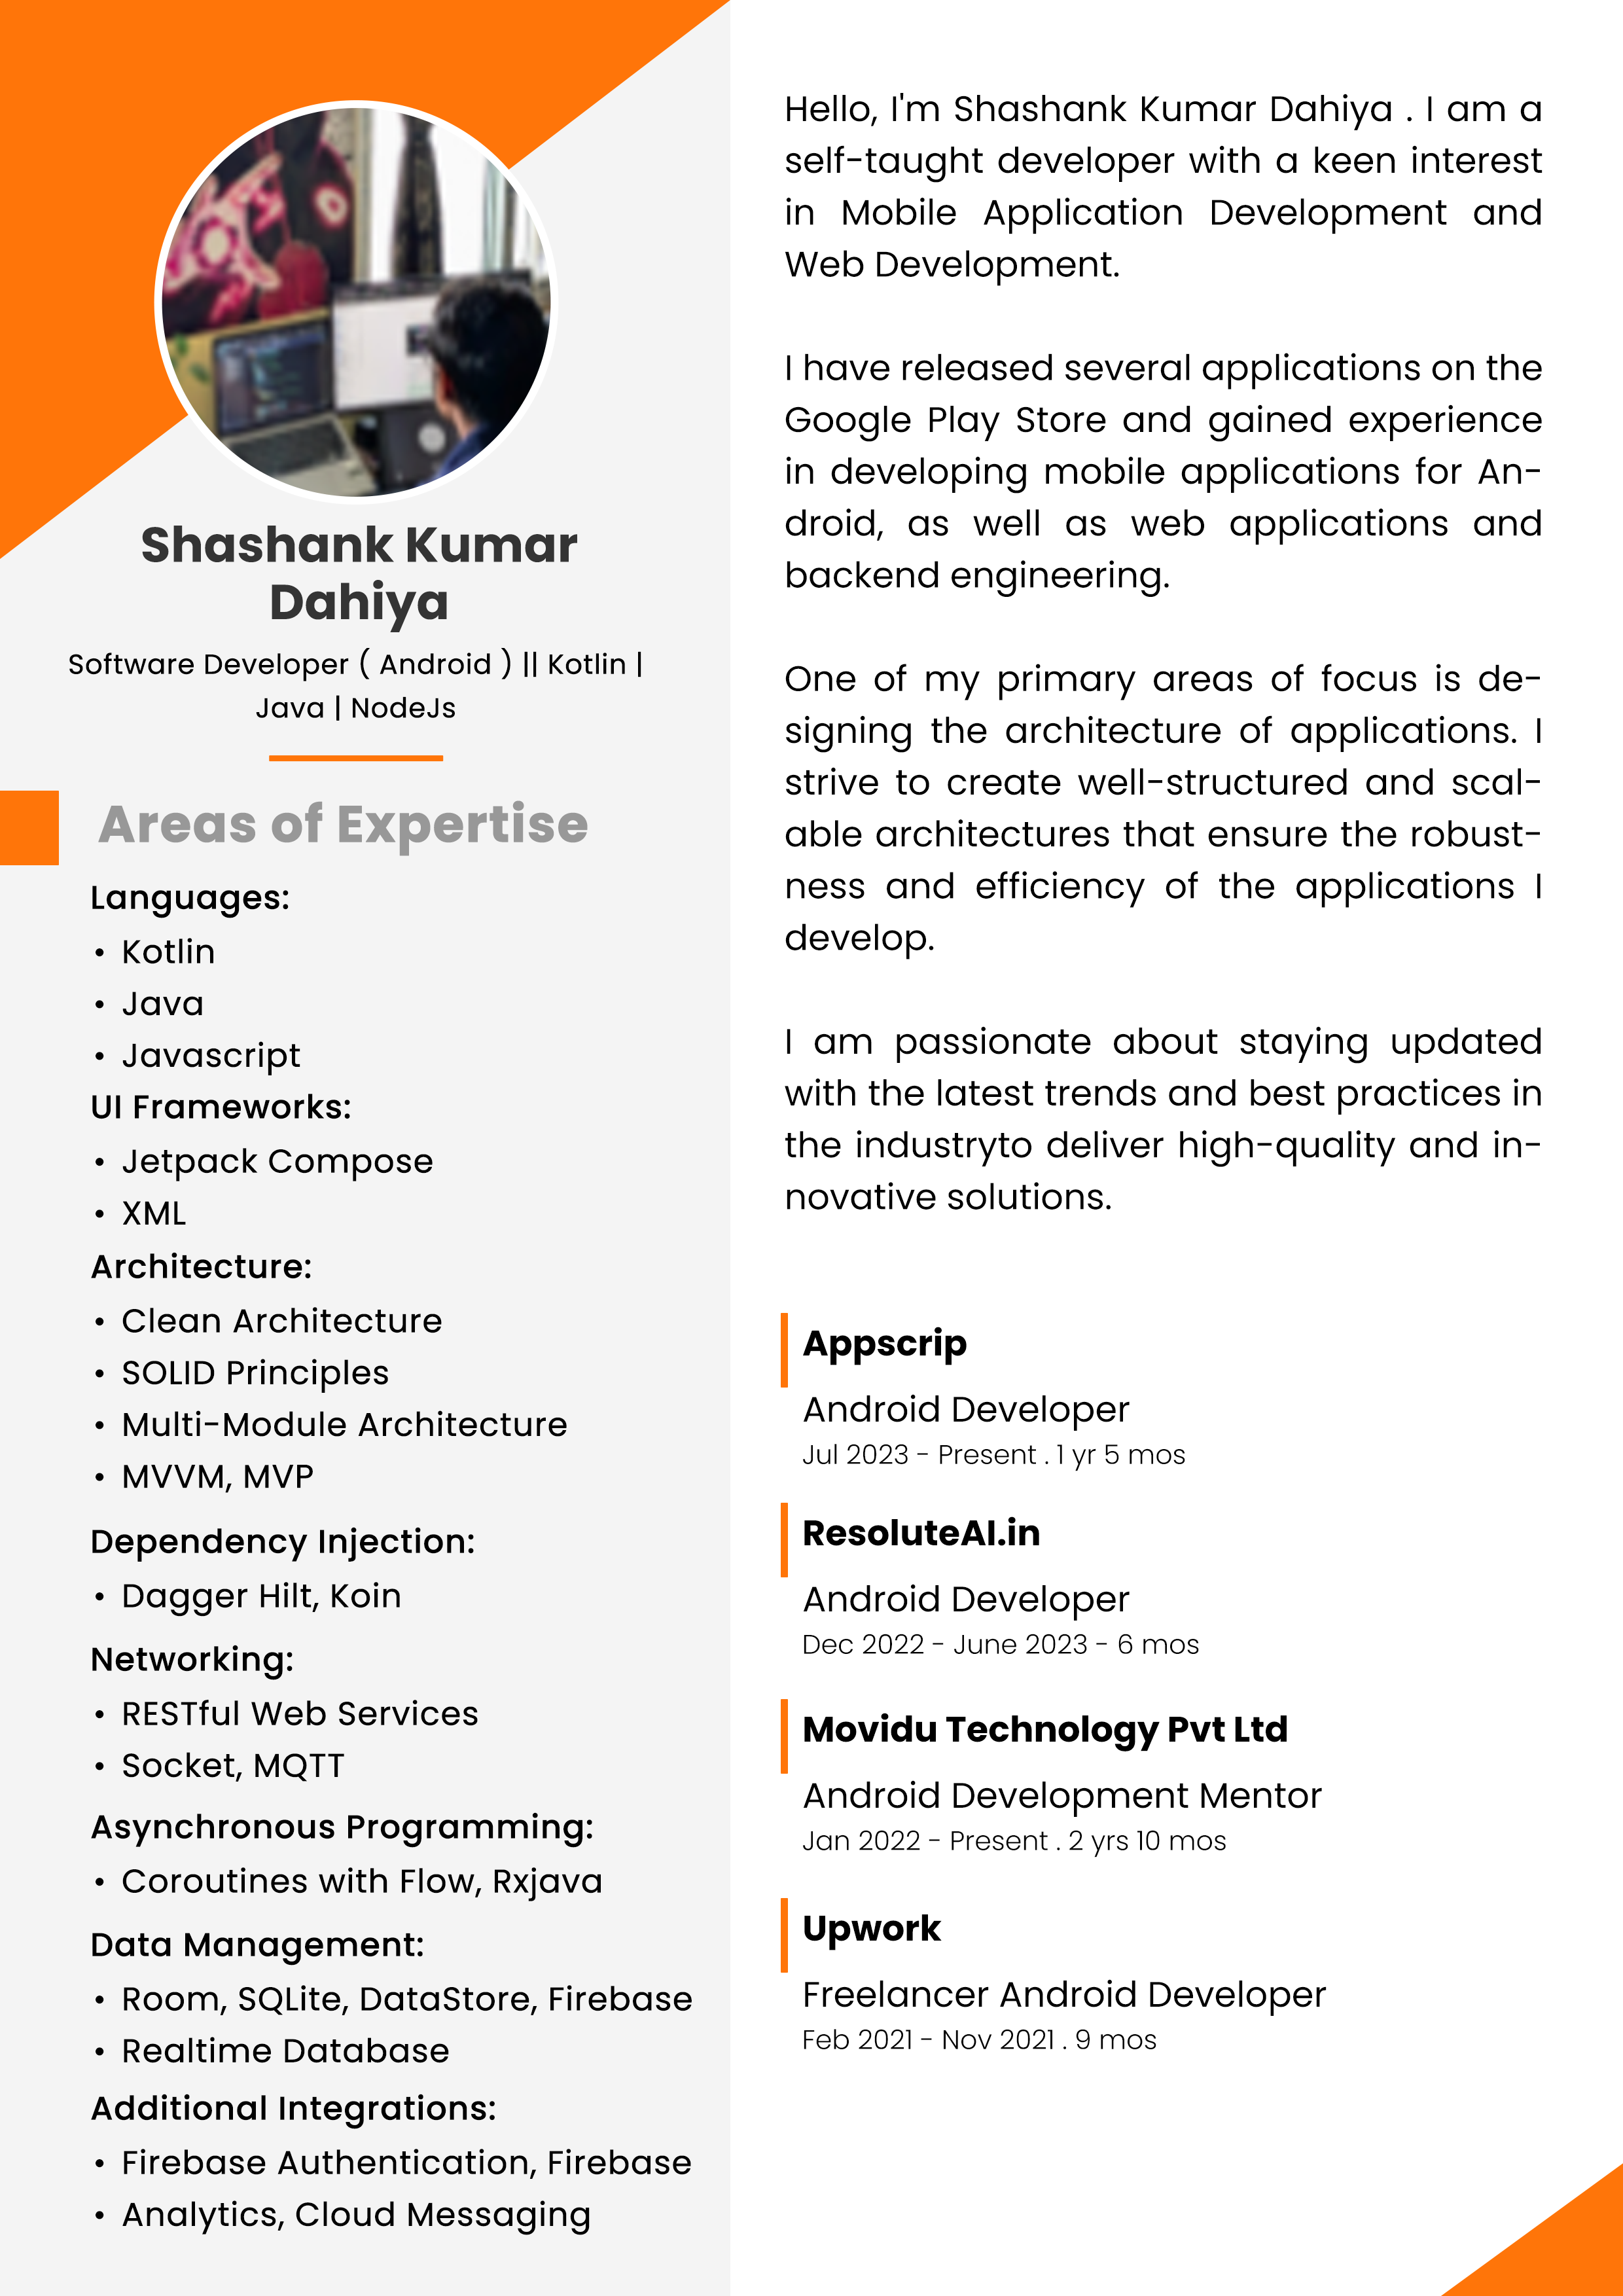 Shashank Kumar
Dahiya
Software Developer ( Android ) || Kotlin |
Java | NodeJs
Areas of Expertise
Languages:
• Kotlin
• Java
• Javascript
UI Frameworks:
• Jetpack Compose
• XML
Architecture:
• Clean Architecture
• SOLID Principles
• Multi-Module Architecture
• MVVM, MVP
Dependency Injection:
• Dagger Hilt, Koin
Networking:
• RESTful Web Services
• Socket, MQTT
Asynchronous Programming:
• Coroutines with Flow, Rxjava
Data Management:
• Room, SQLite, DataStore, Firebase
• Realtime Database
Additional Integrations:
• Firebase Authentication, Firebase
• Analytics, Cloud Messaging
Hello, I'm Shashank Kumar Dahiya . I am a
self-taught developer with a keen interest
in Mobile Application Development and
Web Development.
I have released several applications on the
Google Play Store and gained experience
in developing mobile applications for An-
droid, as well as web applications and
backend engineering.
One of my primary areas of focus is de-
signing the architecture of applications. I
strive to create well-structured and scal-
able architectures that ensure the robust-
ness and efficiency of the applications I
develop.
I am passionate about staying updated
with the latest trends and best practices in
the industryto deliver high-quality and in-
novative solutions.
Appscrip
Android Developer
Jul 2023 - Present . 1 yr 5 mos
ResoluteAI.in
Android Developer
Dec 2022 - June 2023 - 6 mos
Movidu Technology Pvt Ltd
Android Development Mentor
Jan 2022 - Present . 2 yrs 10 mos
Upwork
Freelancer Android Developer
Feb 2021 - Nov 2021 . 9 mos